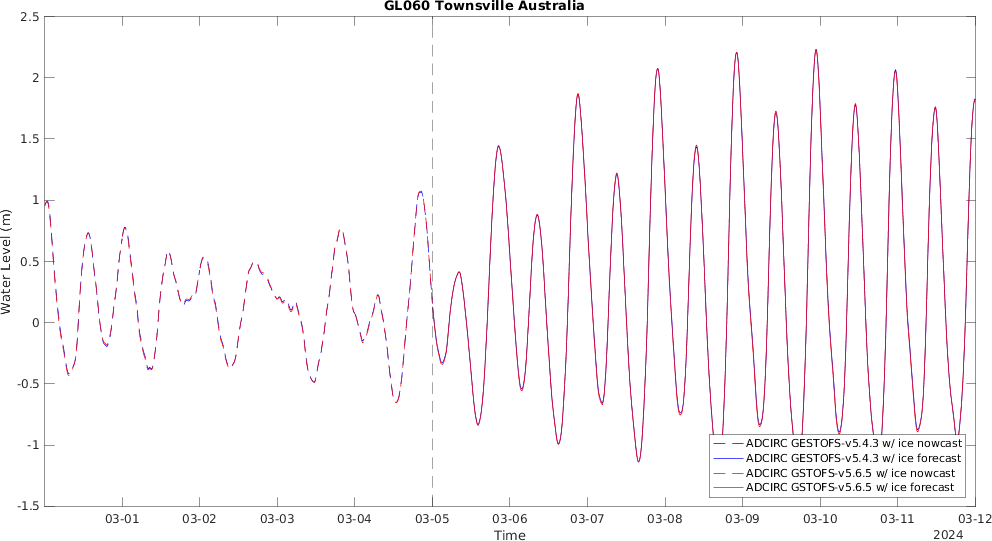 GL060 Townsville Australia
2.5
2
1.5
1
0.5
0
-0.5
-1
-1.5
Water Level (m)
ADCIRC GESTOFS-v5.4.3 w/ ice nowcast
ADCIRC GESTOFS-v5.4.3 w/ ice forecast
ADCIRC GSTOFS-v5.6.5 w/ ice nowcast
ADCIRC GSTOFS-v5.6.5 w/ ice forecast
03-01 03-02 03-03 03-04 03-05 03-06 03-07 03-08 03-09 03-10 03-11 03-12
Time
2024